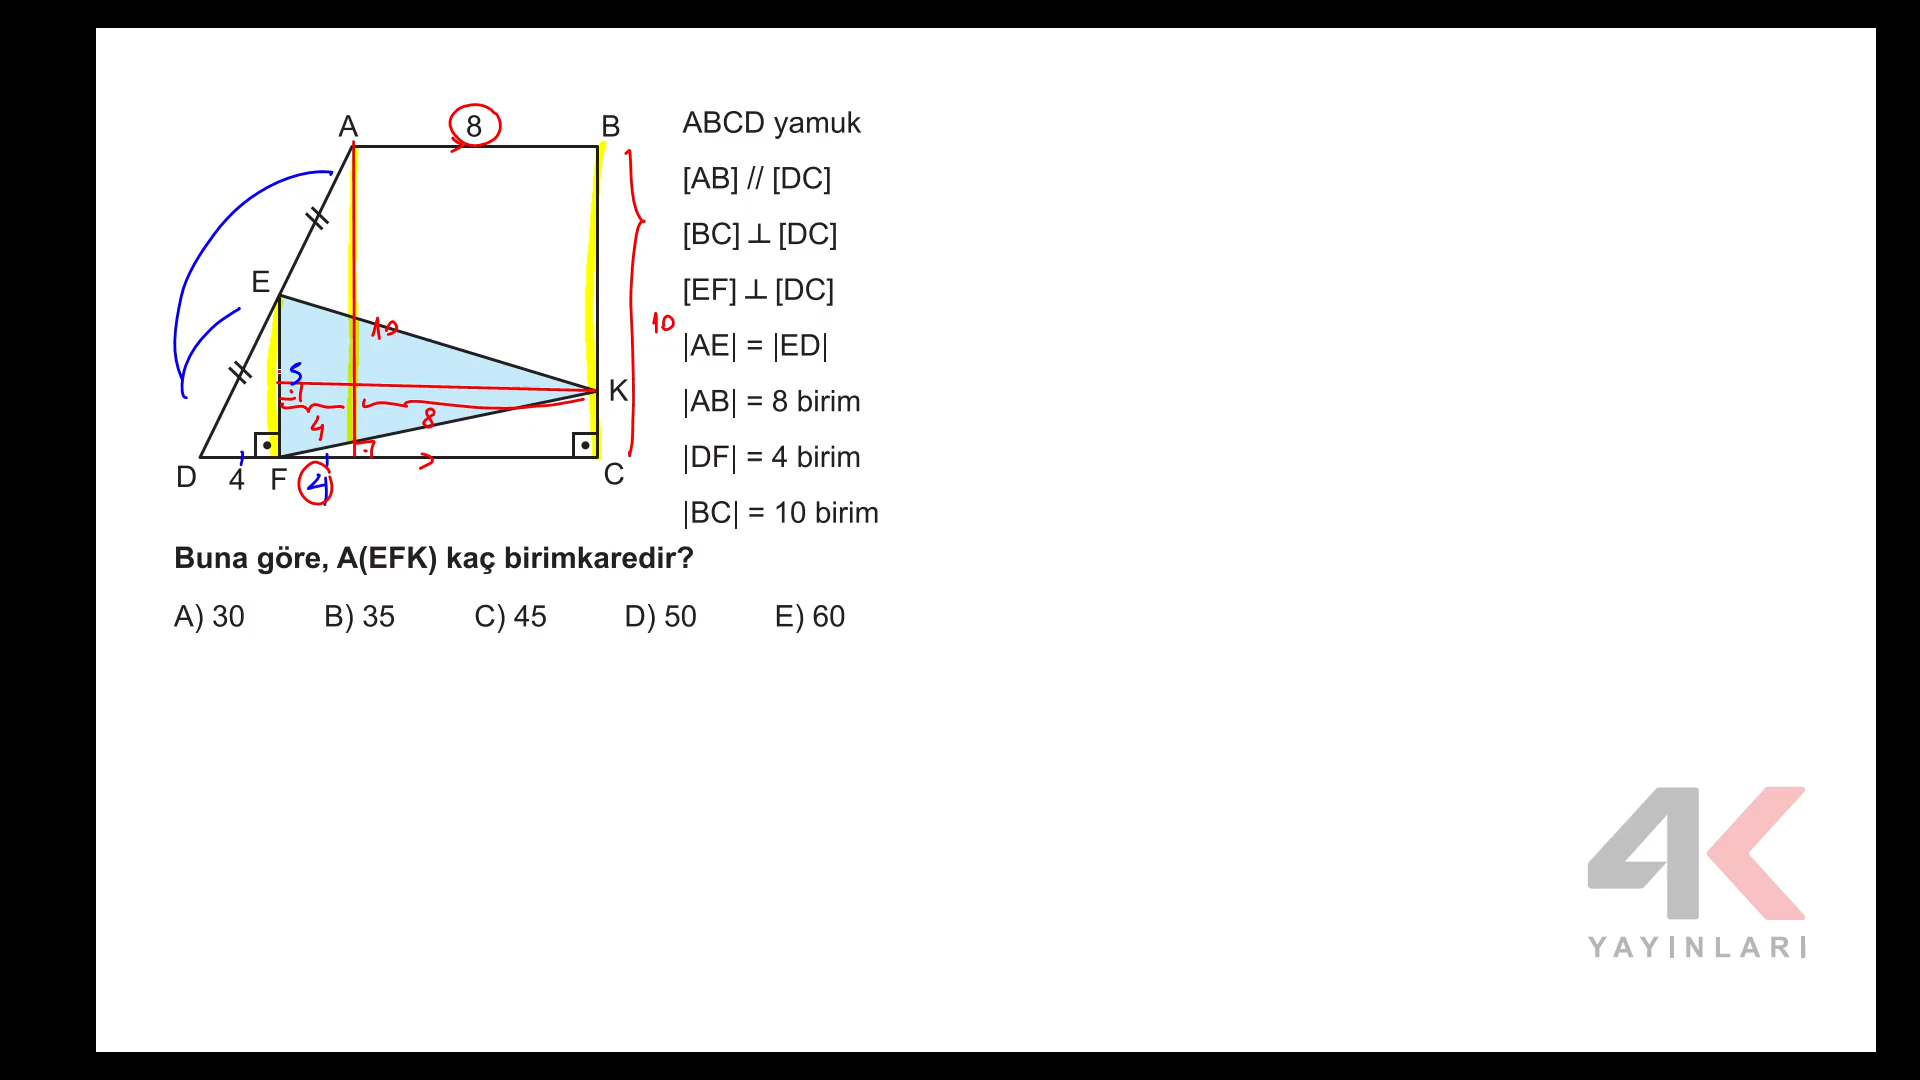 A 8 B
E
10
5
K
4 8
D 4 F 4 C
10
ABCD yamuk
[AB] // [DC]
[BC] ⊥ [DC]
[EF] ⊥ [DC]
|AE| = |ED|
|AB| = 8 birim
|DF| = 4 birim
|BC| = 10 birim
Buna göre, A(EFK) kaç birimkaredir?
A) 30 B) 35 C) 45 D) 50 E) 60
4K
YAYINLARI